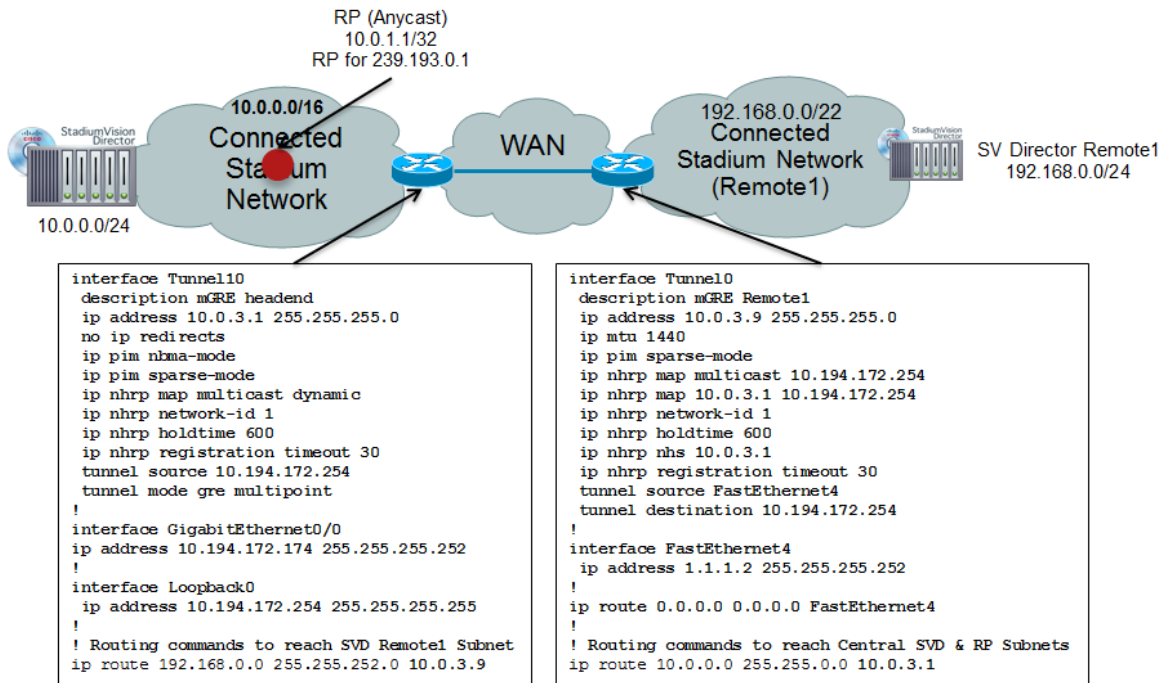 RP (Anycast)
10.0.1.1/32
RP for 239.193.0.1
10.0.0.0/16
Connected
Stadium
Network
StadiumVision
Director
CISCO
10.0.0.0/24
WAN
192.168.0.0/22
Connected
Stadium Network
(Remote1)
StadiumVision
Director
SV Director Remote1
192.168.0.0/24
interface Tunnel10
description mGRE headend
ip address 10.0.3.1 255.255.255.0
no ip redirects
ip pim nbma-mode
ip pim sparse-mode
ip nhrp map multicast dynamic
ip nhrp network-id 1
ip nhrp holdtime 600
ip nhrp registration timeout 30
tunnel source 10.194.172.254
tunnel mode gre multipoint
!
interface GigabitEthernet0/0
ip address 10.194.172.174 255.255.255.252
!
interface Loopback0
ip address 10.194.172.254 255.255.255.255
!
! Routing commands to reach SVD Remote1 Subnet
ip route 192.168.0.0 255.255.252.0 10.0.3.9
interface Tunnel0
description mGRE Remote1
ip address 10.0.3.9 255.255.255.0
ip mtu 1440
ip pim sparse-mode
ip nhrp map multicast 10.194.172.254
ip nhrp map 10.0.3.1 10.194.172.254
ip nhrp network-id 1
ip nhrp holdtime 600
ip nhrp nhs 10.0.3.1
ip nhrp registration timeout 30
tunnel source FastEthernet4
tunnel destination 10.194.172.254
!
interface FastEthernet4
ip address 1.1.1.2 255.255.255.252
!
ip route 0.0.0.0 0.0.0.0 FastEthernet4
!
! Routing commands to reach Central SVD & RP Subnets
ip route 10.0.0.0 255.255.0.0 10.0.3.1